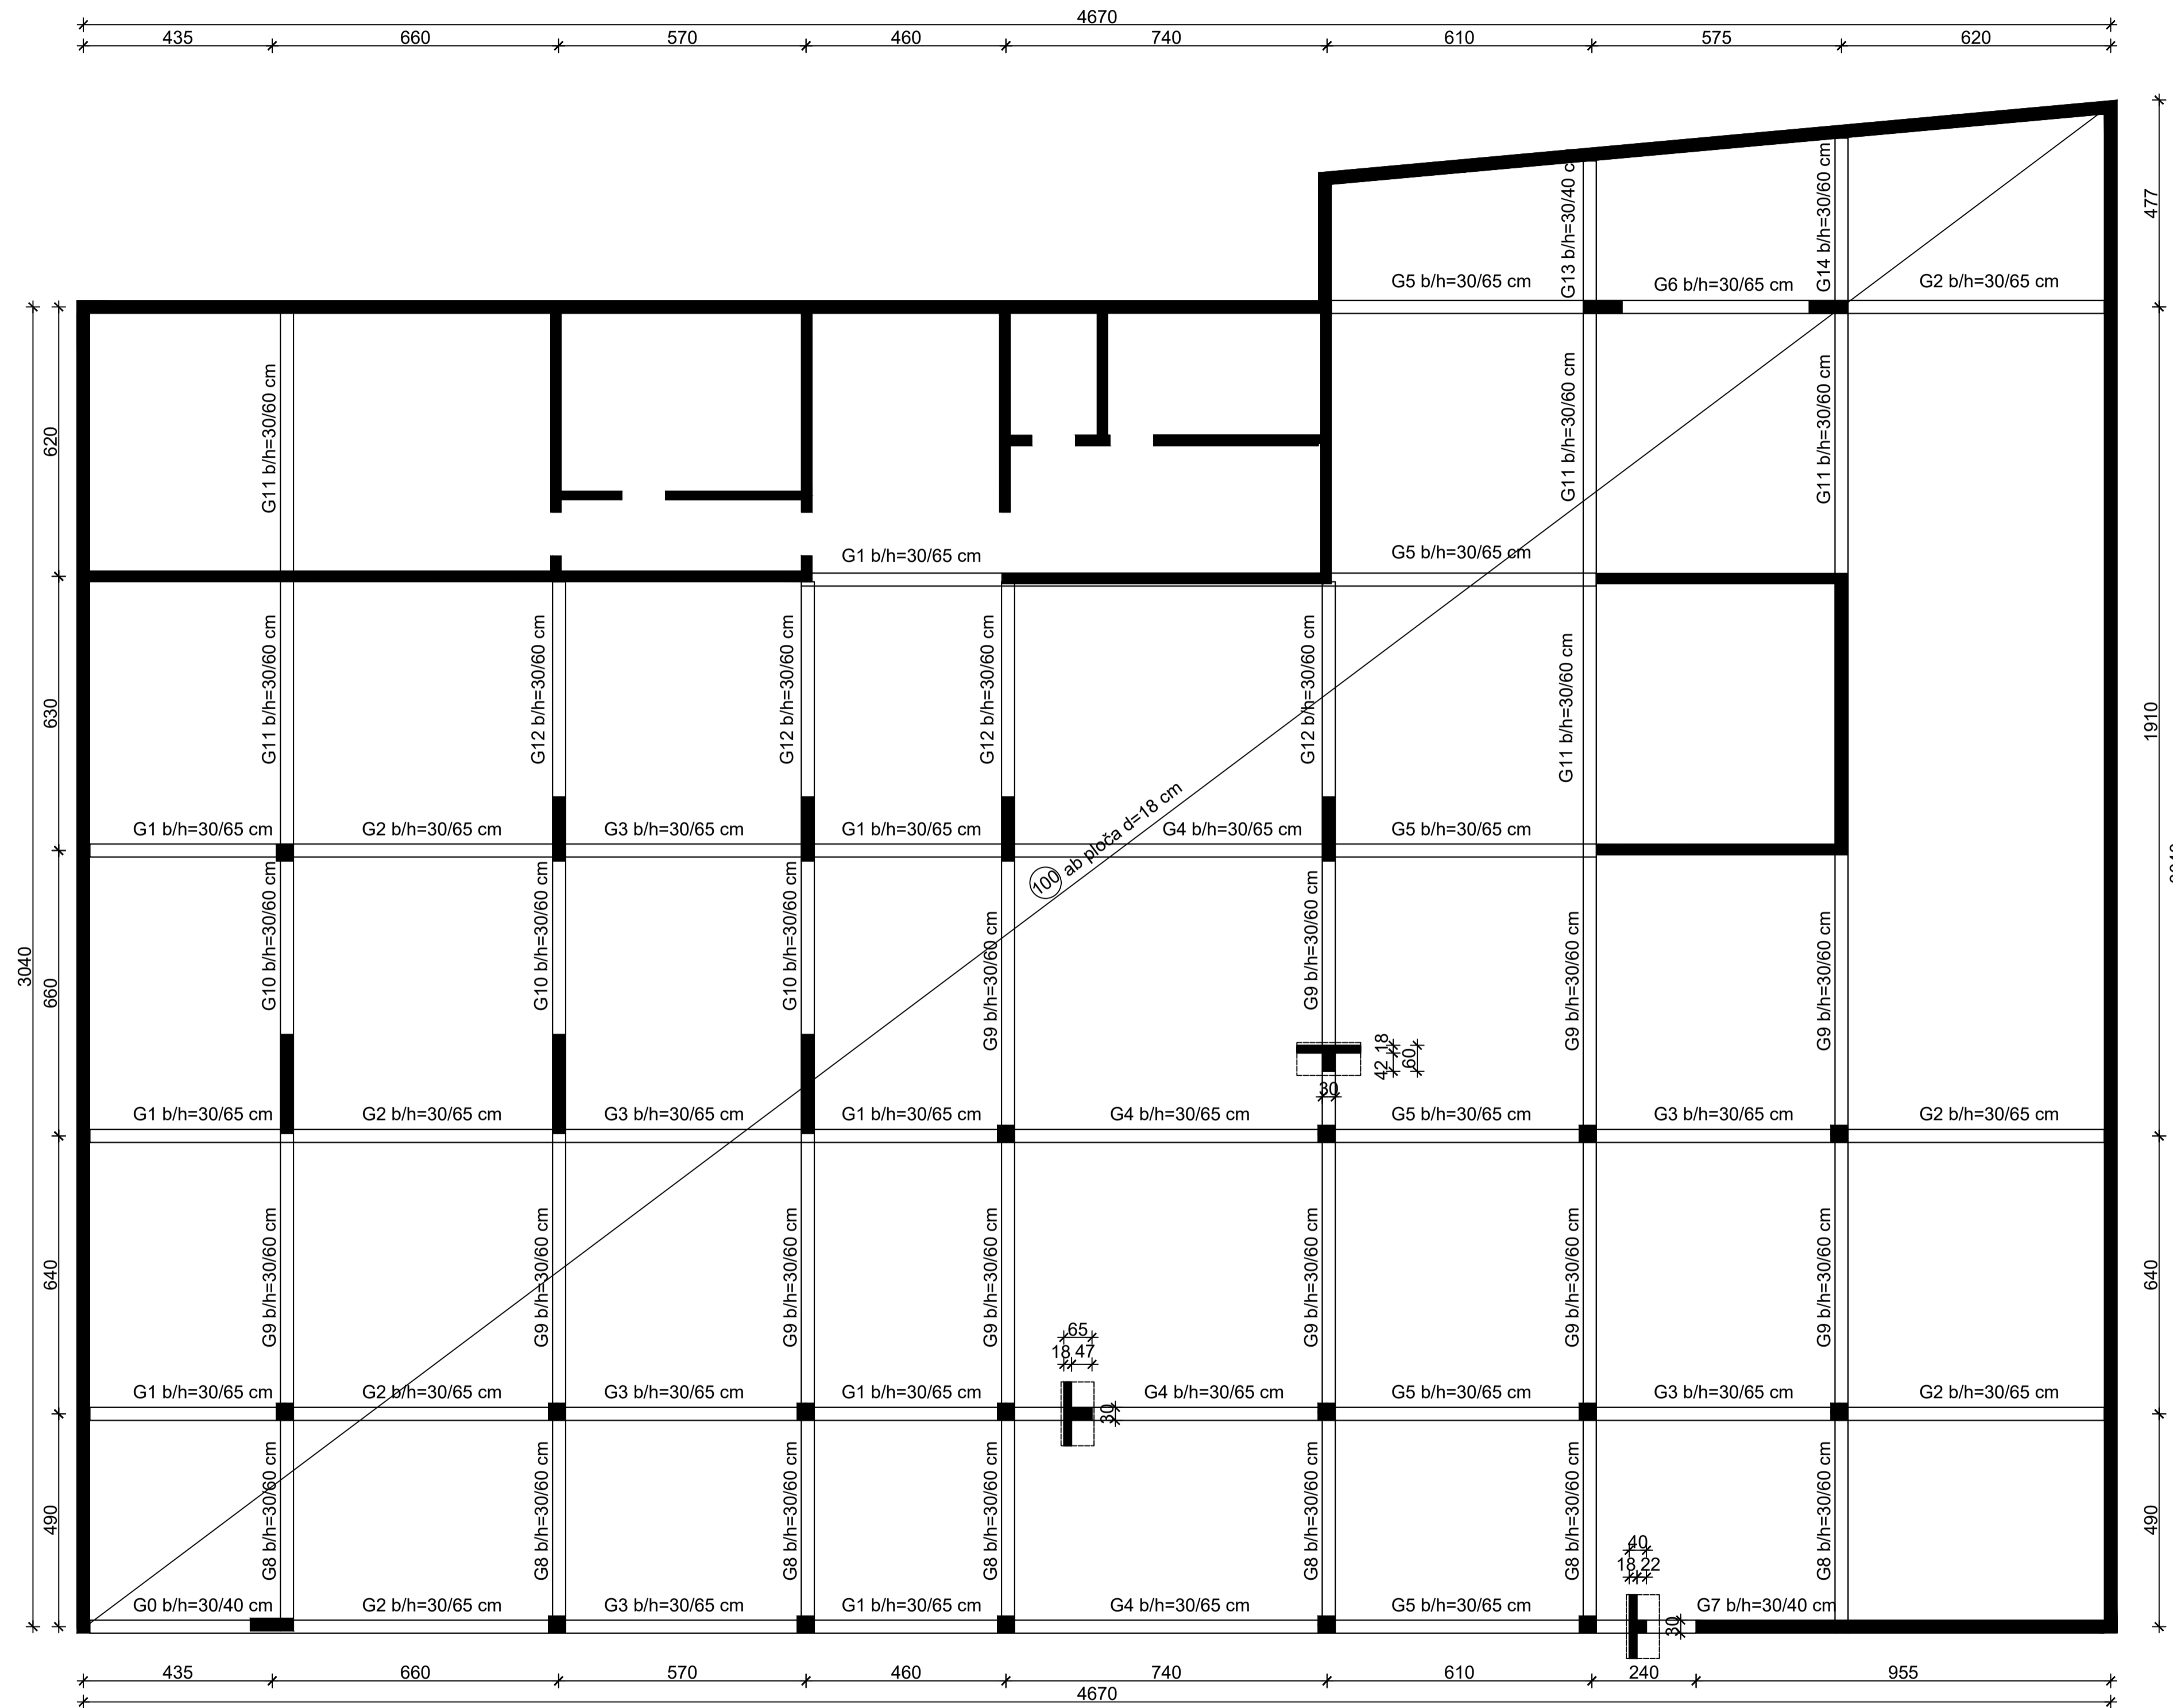 4670
435 660 570 460 740 610 575 620
477
G13 b/h=30/40 c
G14 b/h=30/60 cm
G5 b/h=30/65 cm
G6 b/h=30/65 cm
G2 b/h=30/65 cm
620
G11 b/h=30/60 cm
G11 b/h=30/60 cm
G11 b/h=30/60 cm
G1 b/h=30/65 cm
G5 b/h=30/65 cm
630
G11 b/h=30/60 cm
G12 b/h=30/60 cm
G12 b/h=30/60 cm
G12 b/h=30/60 cm
G12 b/h=30/60 cm
G11 b/h=30/60 cm
1910
G1 b/h=30/65 cm
G2 b/h=30/65 cm
G3 b/h=30/65 cm
G1 b/h=30/65 cm
G4 b/h=30/65 cm
G5 b/h=30/65 cm
100 ab ploča d=18 cm
3040
660
G10 b/h=30/60 cm
G10 b/h=30/60 cm
G10 b/h=30/60 cm
G9 b/h=30/60 cm
G9 b/h=30/60 cm
G9 b/h=30/60 cm
G9 b/h=30/60 cm
18
42
60
30
G1 b/h=30/65 cm
G2 b/h=30/65 cm
G3 b/h=30/65 cm
G1 b/h=30/65 cm
G4 b/h=30/65 cm
G5 b/h=30/65 cm
G3 b/h=30/65 cm
G2 b/h=30/65 cm
640
G9 b/h=30/60 cm
G9 b/h=30/60 cm
G9 b/h=30/60 cm
G9 b/h=30/60 cm
G9 b/h=30/60 cm
G9 b/h=30/60 cm
G9 b/h=30/60 cm
640
65
18 47
30
G1 b/h=30/65 cm
G2 b/h=30/65 cm
G3 b/h=30/65 cm
G1 b/h=30/65 cm
G4 b/h=30/65 cm
G5 b/h=30/65 cm
G3 b/h=30/65 cm
G2 b/h=30/65 cm
490
G8 b/h=30/60 cm
G8 b/h=30/60 cm
G8 b/h=30/60 cm
G8 b/h=30/60 cm
G8 b/h=30/60 cm
G8 b/h=30/60 cm
G8 b/h=30/60 cm
490
40
18 22
30
G0 b/h=30/40 cm
G2 b/h=30/65 cm
G3 b/h=30/65 cm
G1 b/h=30/65 cm
G4 b/h=30/65 cm
G5 b/h=30/65 cm
G7 b/h=30/40 cm
435 660 570 460 740 610 240 955
4670